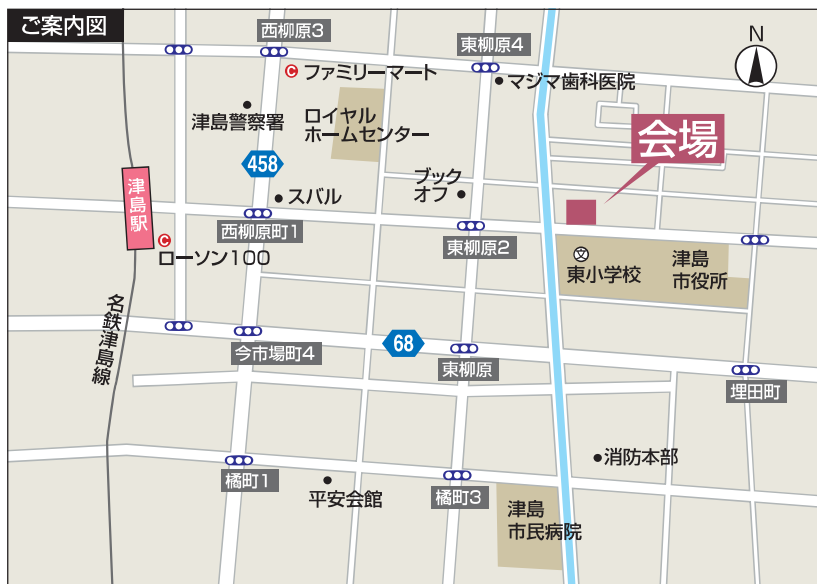 ご案内図
西柳原3
東柳原4
N
ファミリーマート
マジマ歯科医院
津島警察署
ロイヤル
ホームセンター
会場
458
ブック
オフ
スバル
津島駅
西柳原町1
東柳原2
ローソン100
文
東小学校
津島
市役所
名鉄津島線
今市場町4
68
東柳原
埋田町
消防本部
橘町1
平安会館
橘町3
津島
市民病院